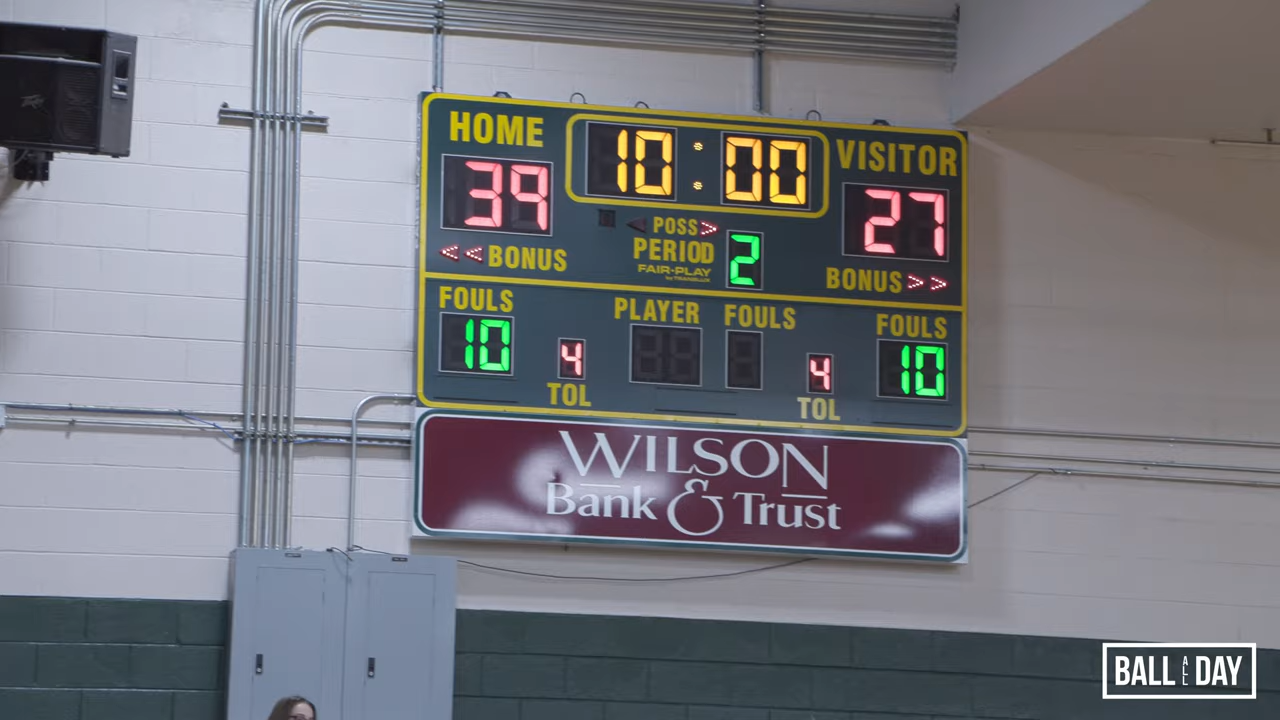 HOME
10:00
VISITOR
39
27
POSS >
<< BONUS
PERIOD
2
FAIR-PLAY
BONUS >>
FOULS
PLAYER
FOULS
FOULS
10
4
4
10
TOL
TOL
WILSON
Bank & Trust
BALL ALL DAY